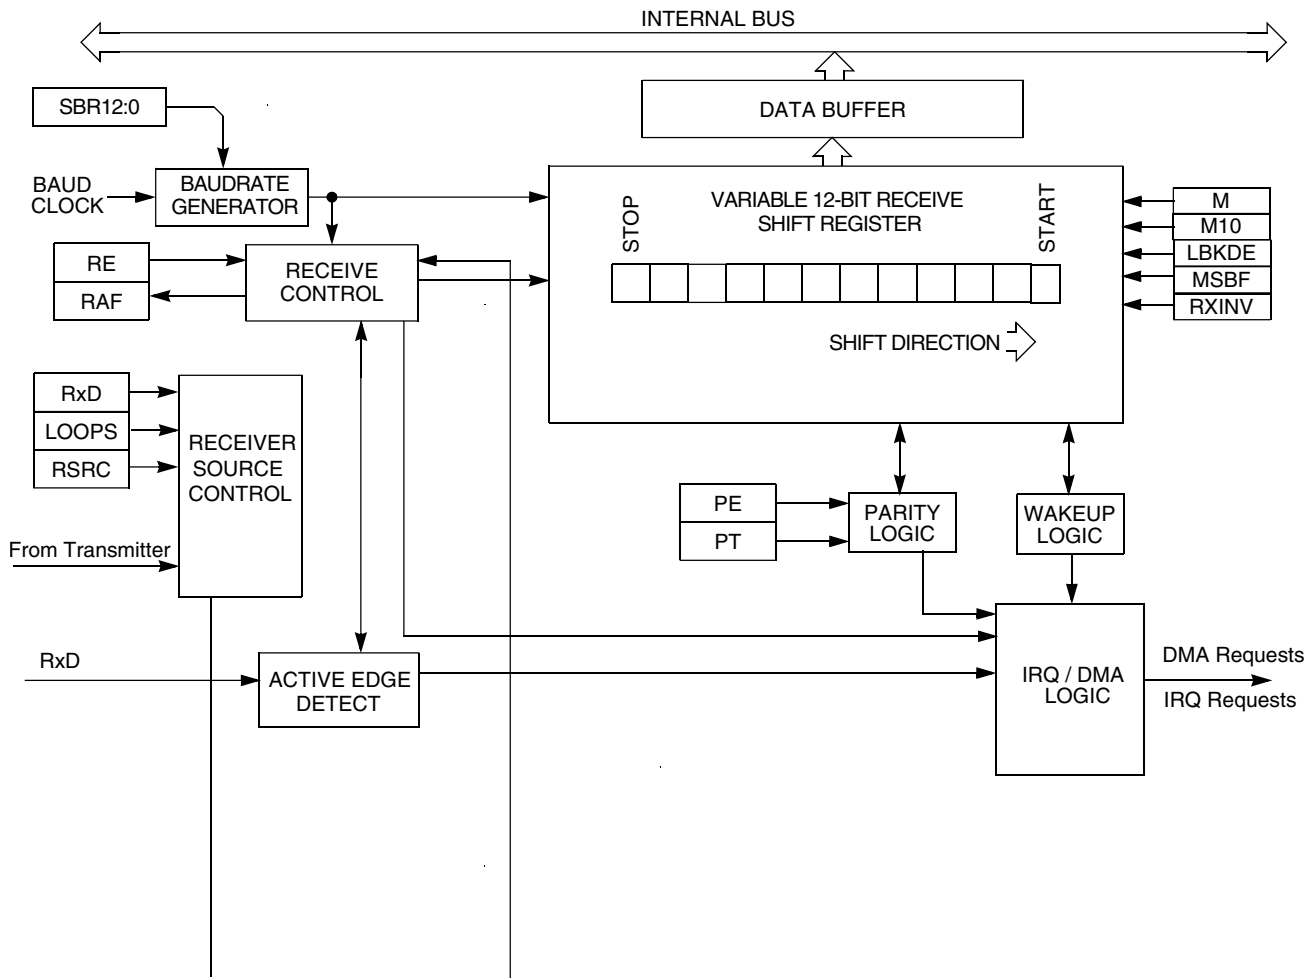 INTERNAL BUS
SBR12:0
DATA BUFFER
BAUD
CLOCK
BAUDRATE
GENERATOR
VARIABLE 12-BIT RECEIVE
SHIFT REGISTER
STOP
START
M
M10
LBKDE
MSBF
RXINV
RE
RAF
RECEIVE
CONTROL
SHIFT DIRECTION
RxD
LOOPS
RSRC
RECEIVER
SOURCE
CONTROL
From Transmitter
PE
PT
PARITY
LOGIC
WAKEUP
LOGIC
RxD
ACTIVE EDGE
DETECT
IRQ / DMA
LOGIC
DMA Requests
IRQ Requests